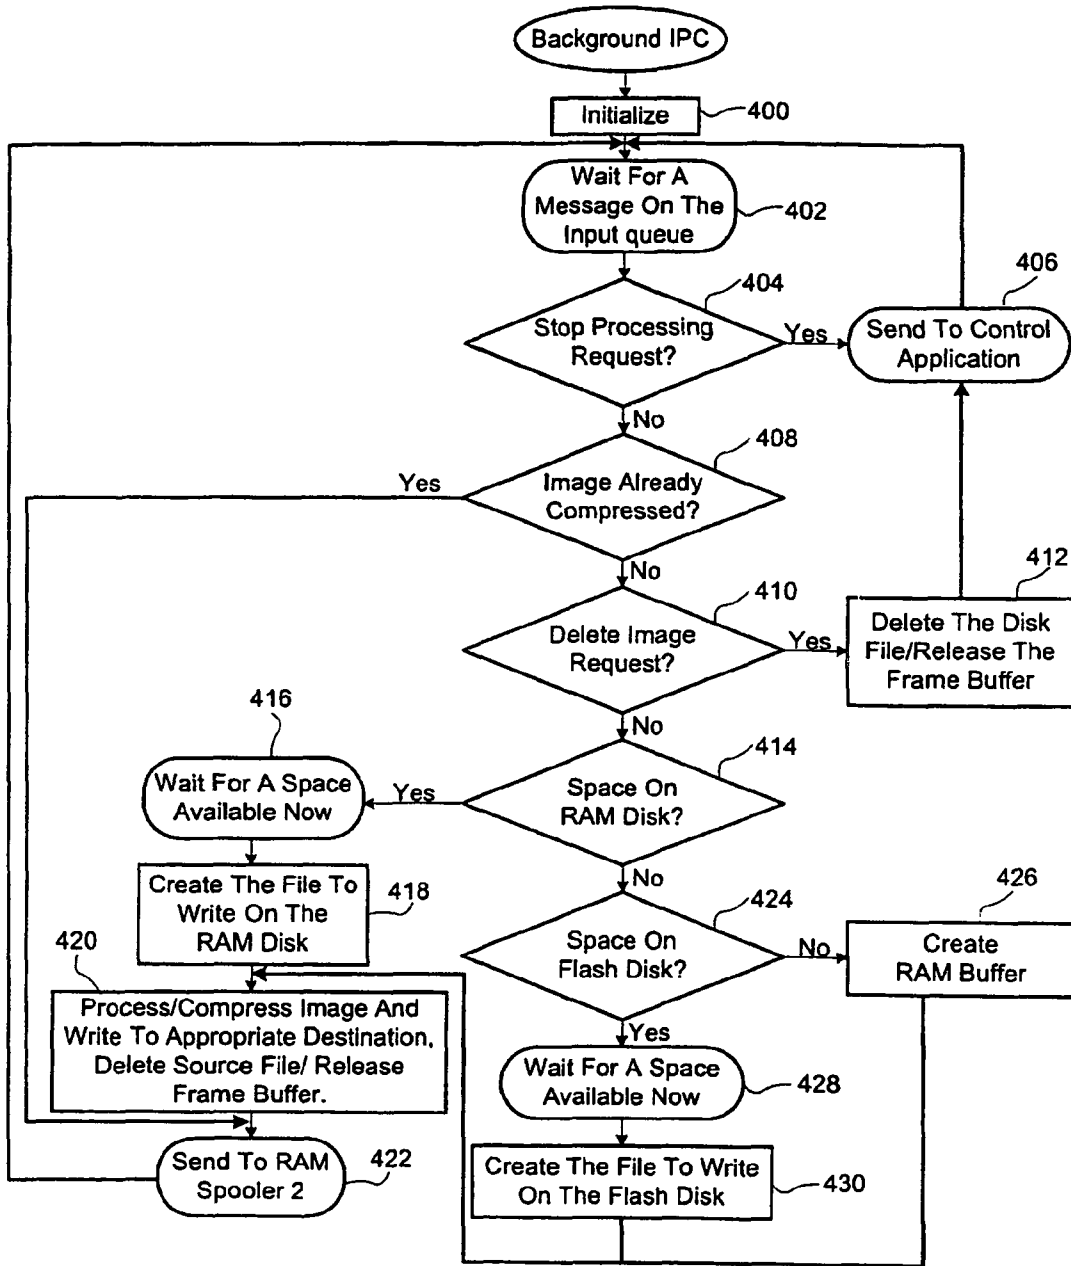 Background IPC
Initialize
400
Wait For A
Message On The
Input queue
402
404
Stop Processing
Request?
Yes
406
Send To Control
Application
No
408
Yes
Image Already
Compressed?
No
410
Delete Image
Request?
Yes
412
Delete The Disk
File/Release The
Frame Buffer
No
416
Wait For A Space
Available Now
Yes
414
Space On
RAM Disk?
Create The File To
Write On The
RAM Disk
418
No
424
Space On
Flash Disk?
No
426
Create
RAM Buffer
420
Process/Compress Image And
Write To Appropriate Destination,
Delete Source File/ Release
Frame Buffer.
Yes
Wait For A Space
Available Now
428
Send To RAM
Spooler 2
422
Create The File To Write
On The Flash Disk
430